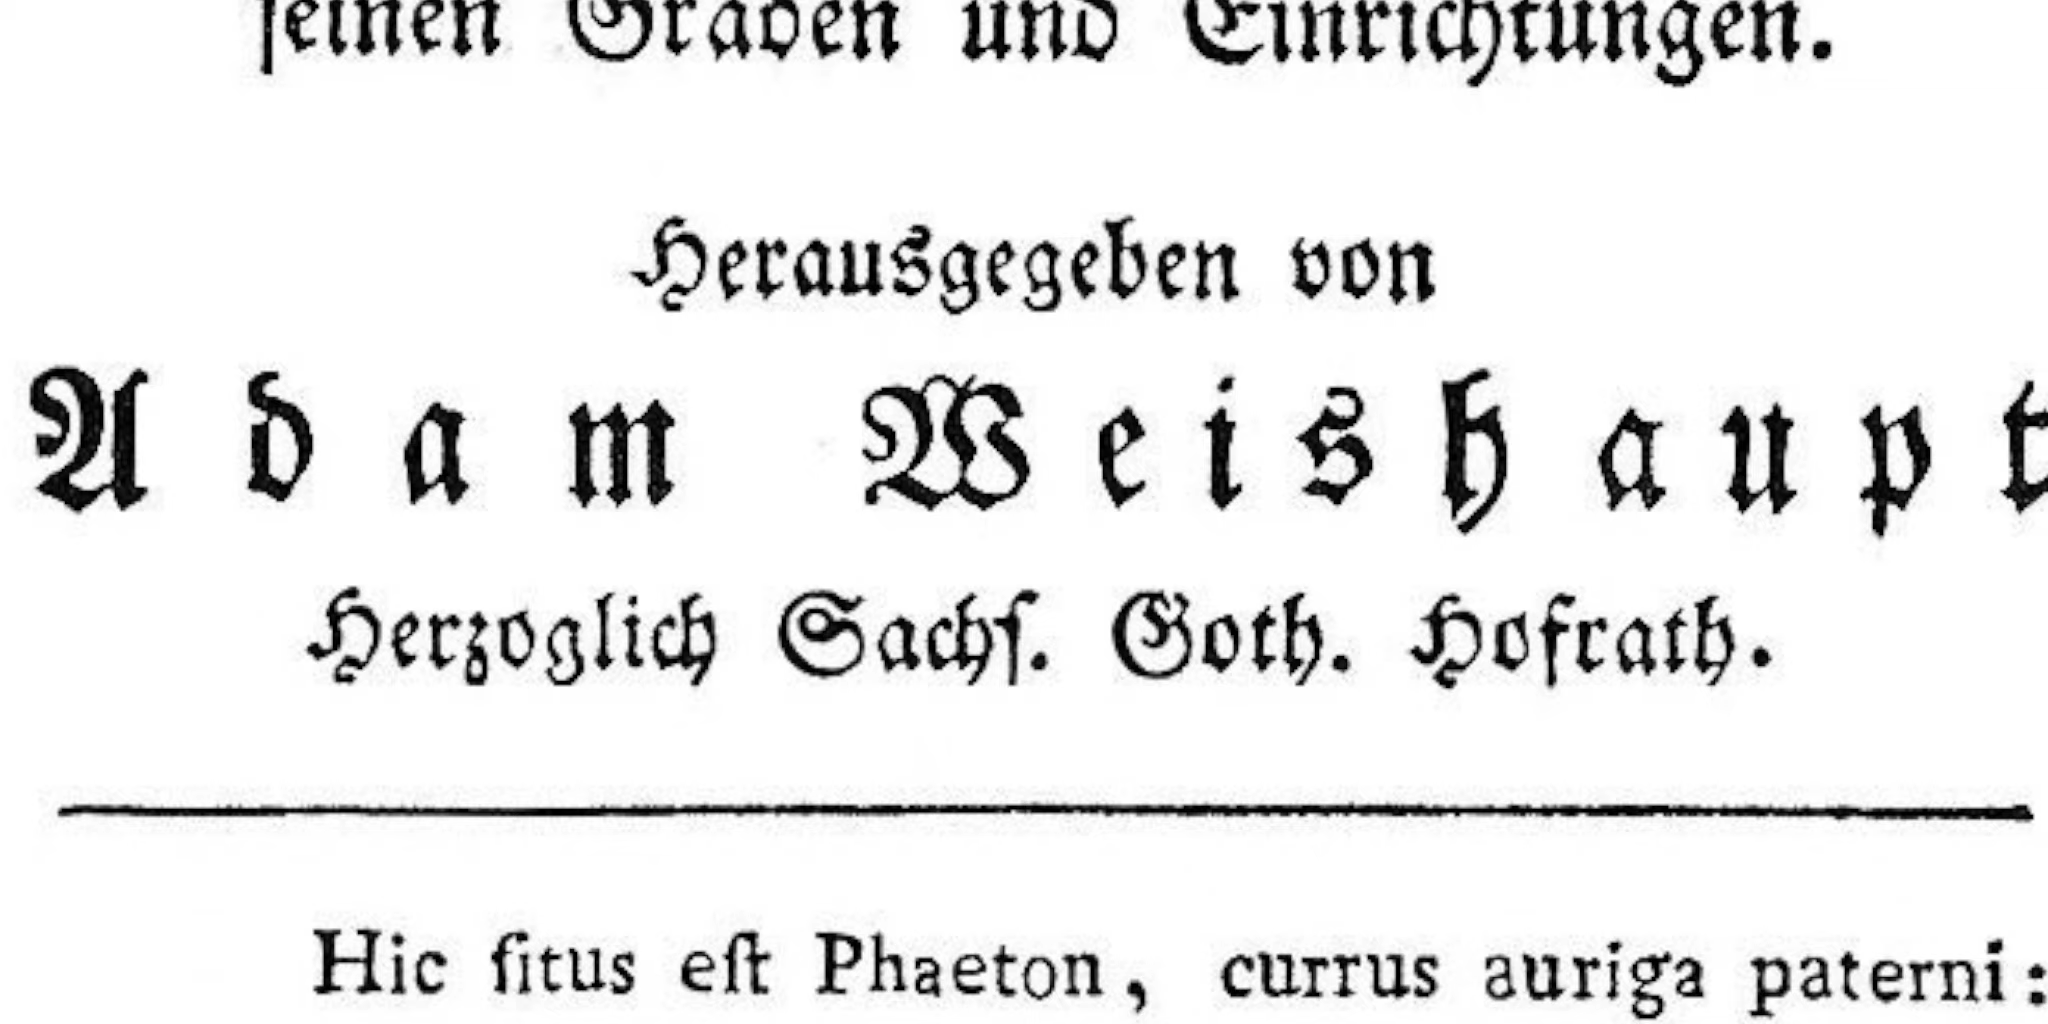 ſeinen Graden und Einrichtungen.
Herausgegeben von
Adam Weishaupt
Herzoglich Sachſ. Goth. Hofrath.
Hic ſitus eſt Phaeton, currus auriga paterni: